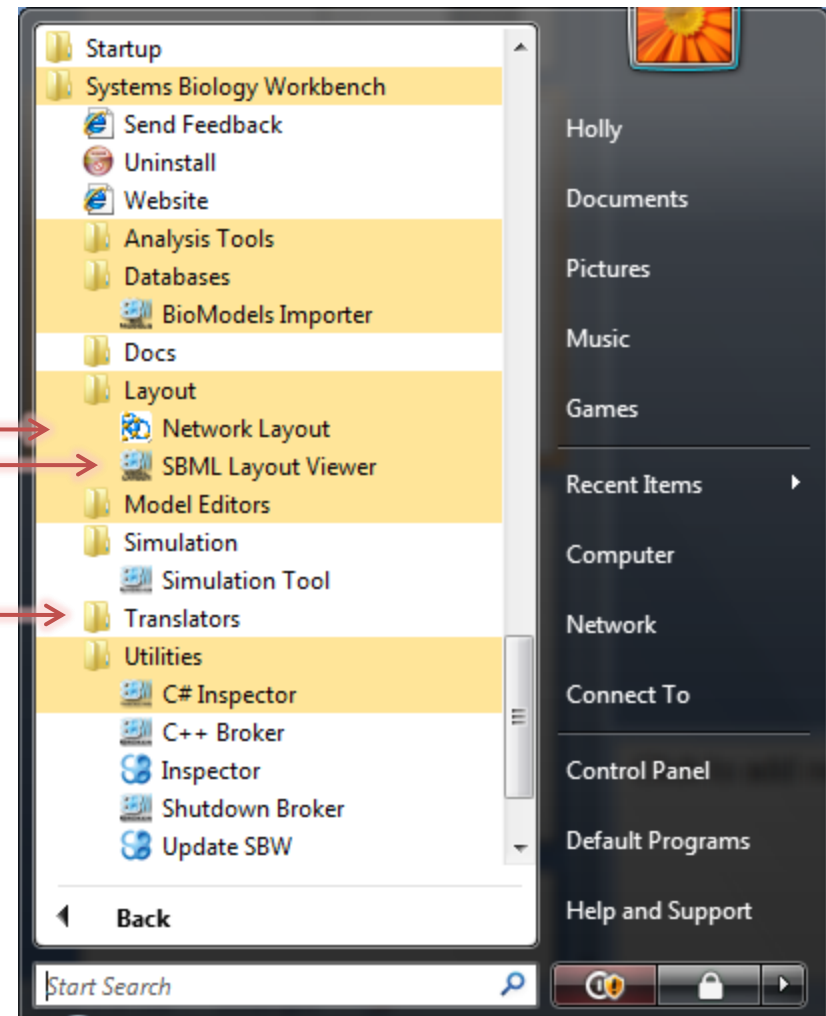 Startup
Systems Biology Workbench
Send Feedback
Uninstall
Website
Analysis Tools
Databases
BioModels Importer
Docs
Layout
Network Layout
SBML Layout Viewer
Model Editors
Simulation
Simulation Tool
Translators
Utilities
C# Inspector
C++ Broker
Inspector
Shutdown Broker
Update SBW
Back
Start Search
Holly
Documents
Pictures
Music
Games
Recent Items
Computer
Network
Connect To
Control Panel
Default Programs
Help and Support